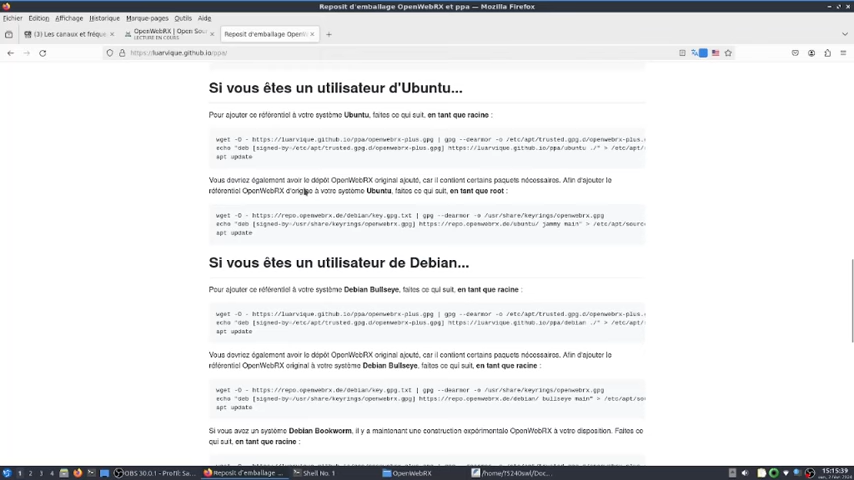 Reposit d'emballage OpenWebRX et ppa — Mozilla Firefox
Fichier Édition Affichage Historique Marque-pages Outils Aide
(3) Les canaux et fréque...
OpenWebRX | Open Sour
LECTURE EN COURS
Reposit d'emballage OpenW
https://luarvique.github.io/ppa/
Si vous êtes un utilisateur d'Ubuntu...
Pour ajouter ce référentiel à votre système Ubuntu, faites ce qui suit, en tant que racine :
wget -O - https://luarvique.github.io/ppa/openwebrx-plus.gpg | gpg --dearmor -o /etc/apt/trusted.gpg.d/openwebrx-plus.
echo "deb [signed-by=/etc/apt/trusted.gpg.d/openwebrx-plus.gpg] https://luarvique.github.io/ppa/ubuntu ./" > /etc/apt/
apt update
Vous devriez également avoir le dépôt OpenWebRX original ajouté, car il contient certains paquets nécessaires. Afin d'ajouter le
référentiel OpenWebRX d'origine à votre système Ubuntu, faites ce qui suit, en tant que root :
wget -O - https://repo.openwebrx.de/debian/key.gpg.txt | gpg --dearmor -o /usr/share/keyrings/openwebrx.gpg
echo "deb [signed-by=/usr/share/keyrings/openwebrx.gpg] https://repo.openwebrx.de/ubuntu/ jammy main" > /etc/apt/sourc
apt update
Si vous êtes un utilisateur de Debian...
Pour ajouter ce référentiel à votre système Debian Bullseye, faites ce qui suit, en tant que racine :
wget -O - https://luarvique.github.io/ppa/openwebrx-plus.gpg | gpg --dearmor -o /etc/apt/trusted.gpg.d/openwebrx-plus.
echo "deb [signed-by=/etc/apt/trusted.gpg.d/openwebrx-plus.gpg] https://luarvique.github.io/ppa/debian ./" > /etc/apt/
apt update
Vous devriez également avoir le dépôt OpenWebRX original ajouté, car il contient certains paquets nécessaires. Afin d'ajouter le
référentiel OpenWebRX original à votre système Debian Bullseye, faites ce qui suit, en tant que racine :
wget -O - https://repo.openwebrx.de/debian/key.gpg.txt | gpg --dearmor -o /usr/share/keyrings/openwebrx.gpg
echo "deb [signed-by=/usr/share/keyrings/openwebrx.gpg] https://repo.openwebrx.de/debian/ bullseye main" > /etc/apt/so
apt update
Si vous avez un système Debian Bookworm, il y a maintenant une construction expérimentale OpenWebRX à votre disposition. Faites ce
qui suit, en tant que racine :
1 2 3 4
OBS 30.0.1 - Profil: Sa...
Reposit d'emballage ...
Shell No. 1
OpenWebRX
/home/f5240swl/Doc...
15:15:39